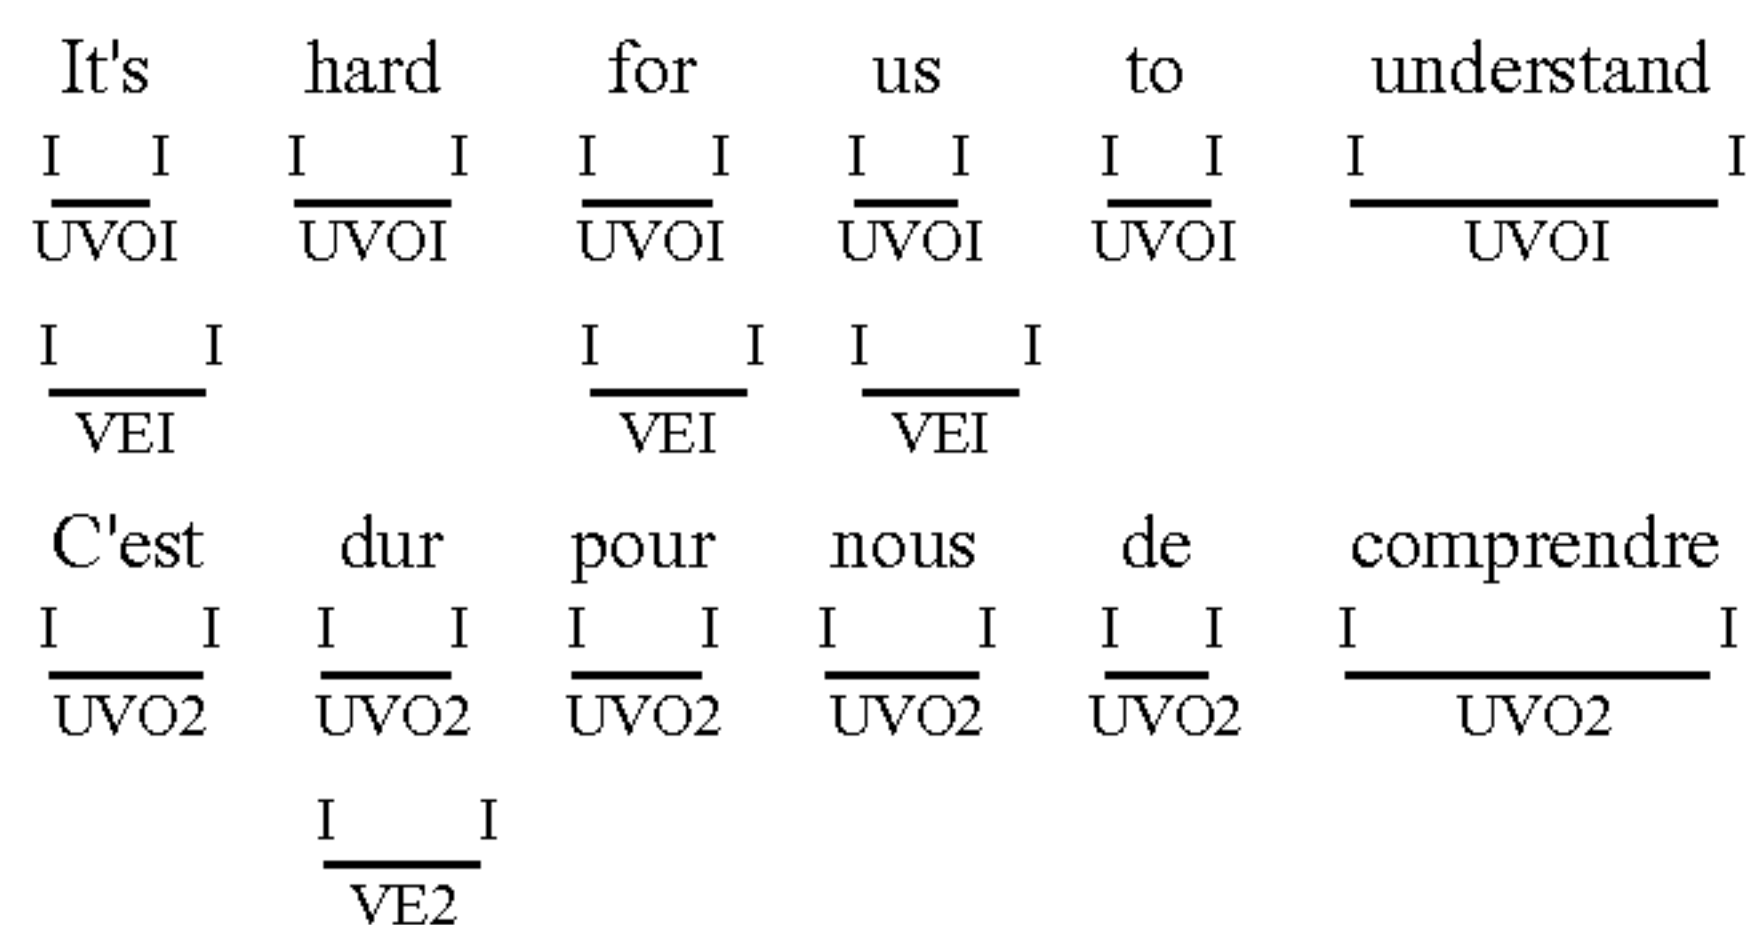 It's hard for us to understand
I I I I I I I I I I I I
UVOI UVOI UVOI UVOI UVOI UVOI
I I I I I I
VEI VEI VEI
C'est dur pour nous de comprendre
I I I I I I I I I I I I
UVO2 UVO2 UVO2 UVO2 UVO2 UVO2
I I
VE2